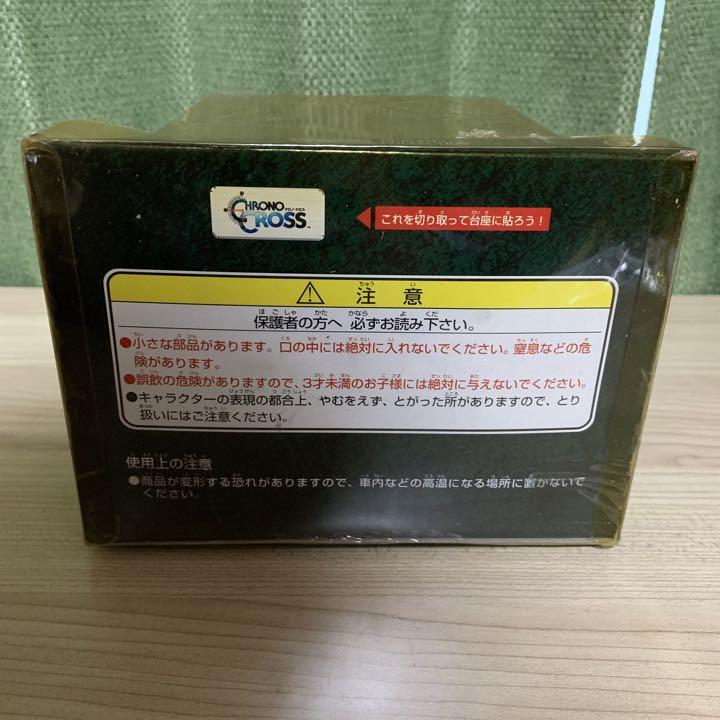 CHRONO
CROSS
クロノ・クロス
TM
これを切り取って台座に貼ろう!
注意
保護者の方へ 必ずお読み下さい。
●小さな部品があります。口の中には絶対に入れないでください。窒息などの危
険があります。
●誤飲の危険がありますので、3才未満のお子様には絶対に与えないでください。
●キャラクターの表現の都合上、やむをえず、とがった所がありますので、とり
扱いにはご注意ください。
使用上の注意
●商品が変形する恐れがありますので、車内などの高温になる場所に置かないで
ください。